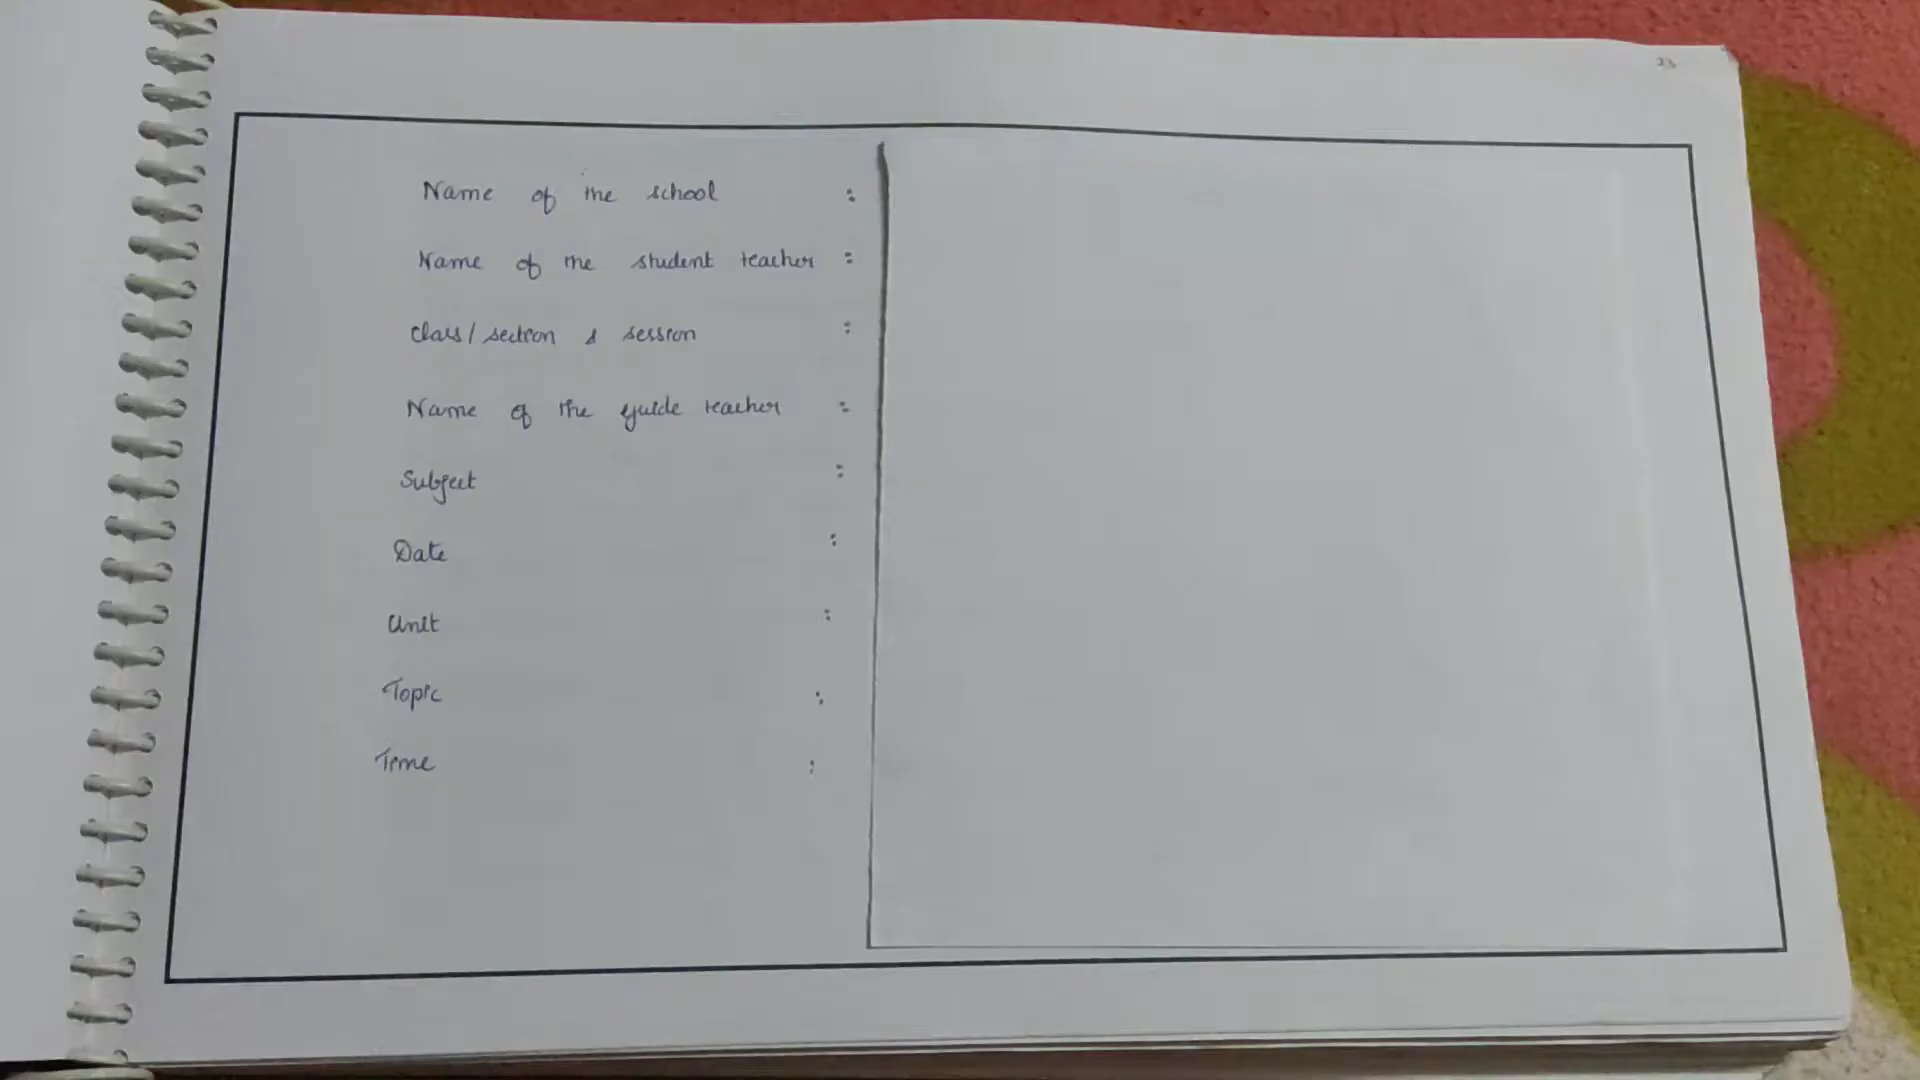 23
Name of the school :
Name of the student teacher :
Class/section & session :
Name of the guide teacher :
Subject :
Date :
Unit :
Topic :
Time :